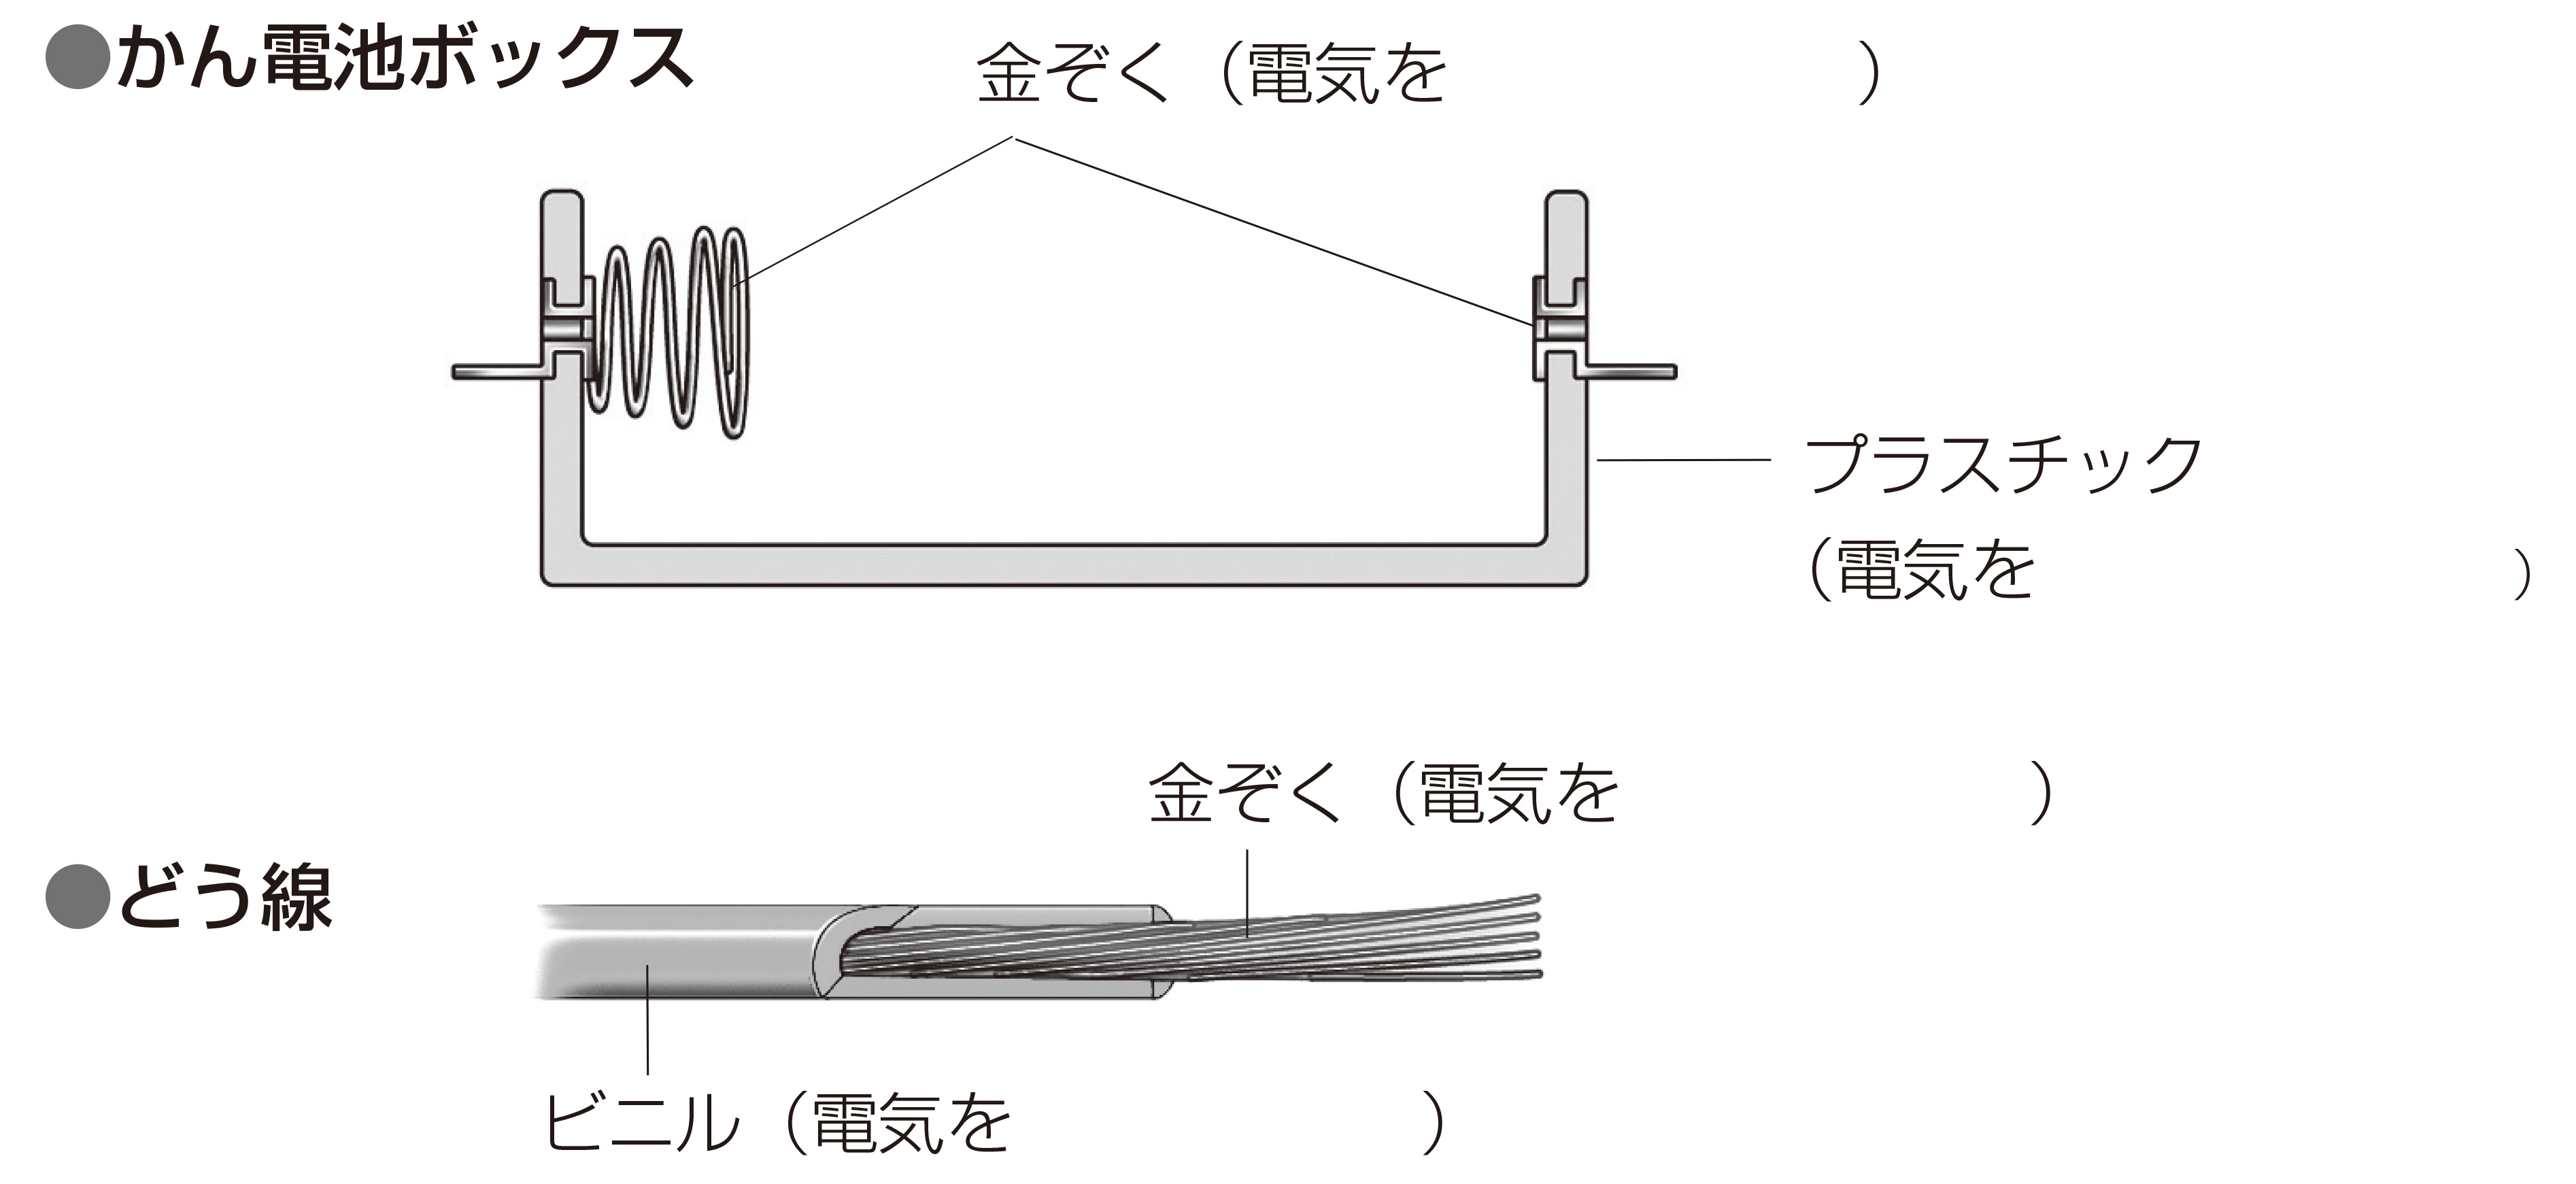 ●かん電池ボックス
金ぞく（電気を　　　　　　）
プラスチック
（電気を　　　　　　　）
金ぞく（電気を　　　　　　）
●どう線
ビニル（電気を　　　　　　）